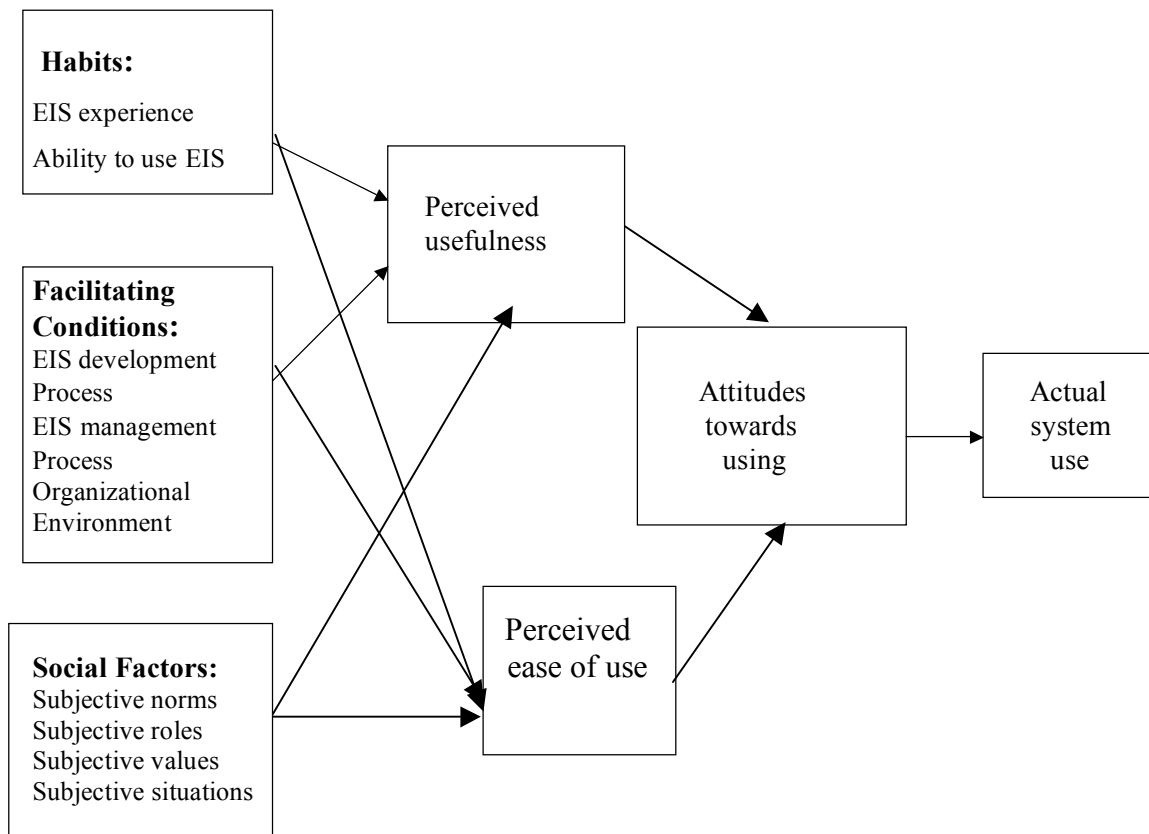 Habits:
EIS experience
Ability to use EIS
Facilitating
Conditions:
EIS development
Process
EIS management
Process
Organizational
Environment
Social Factors:
Subjective norms
Subjective roles
Subjective values
Subjective situations
Perceived
usefulness
Perceived
ease of use
Attitudes
towards
using
Actual
system
use